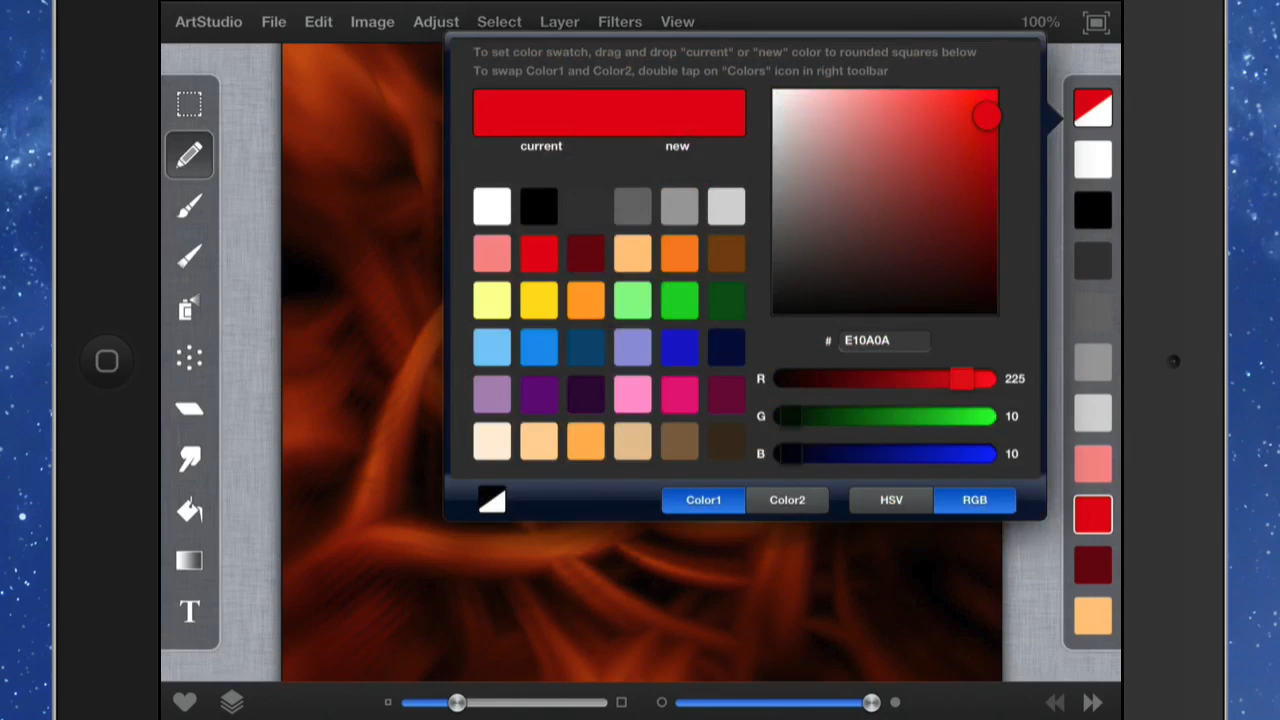 ArtStudio File Edit Image Adjust Select Layer Filters View 100%
To set color swatch, drag and drop "current" or "new" color to rounded squares below
To swap Color1 and Color2, double tap on "Colors" icon in right toolbar
current new
# E10A0A
R 225
G 10
B 10
T
Color1 Color2 HSV RGB